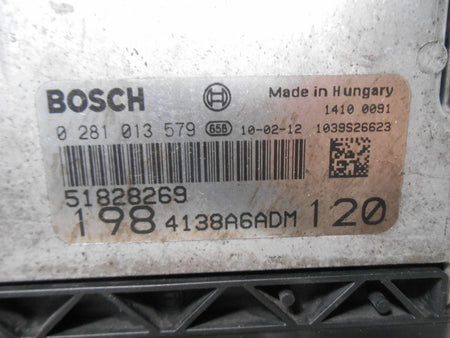 BOSCH Made in Hungary
1410 0091
0 281 013 579 658 10-02-12 1039S26623
51828269
198 4138A6ADM 120